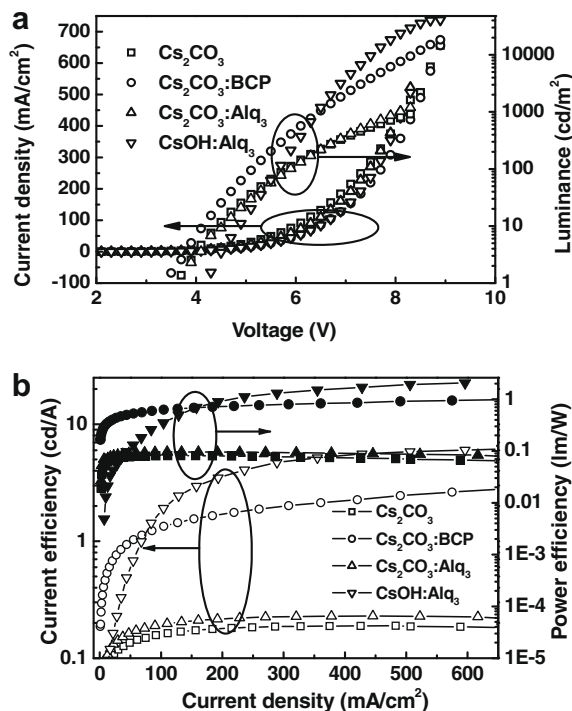 a
Current density (mA/cm²)
700
600
500
400
300
200
100
0
-100
Cs₂CO₃
Cs₂CO₃:BCP
Cs₂CO₃:Alq₃
CsOH:Alq₃
10000
1000
100
10
1
Luminance (cd/m²)
2 4 6 8 10
Voltage (V)
b
Current efficiency (cd/A)
10
1
0.1
1
0.1
0.01
1E-3
1E-4
1E-5
Power efficiency (lm/W)
Cs₂CO₃
Cs₂CO₃:BCP
Cs₂CO₃:Alq₃
CsOH:Alq₃
0 100 200 300 400 500 600
Current density (mA/cm²)